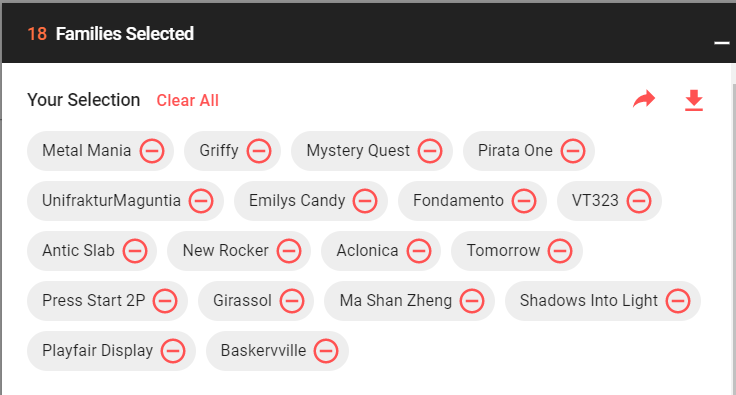 18 Families Selected
Your Selection Clear All
Metal Mania Griffy Mystery Quest Pirata One
UnifrakturMaguntia Emilys Candy Fondamento VT323
Antic Slab New Rocker Aclonica Tomorrow
Press Start 2P Girassol Ma Shan Zheng Shadows Into Light
Playfair Display Baskervville